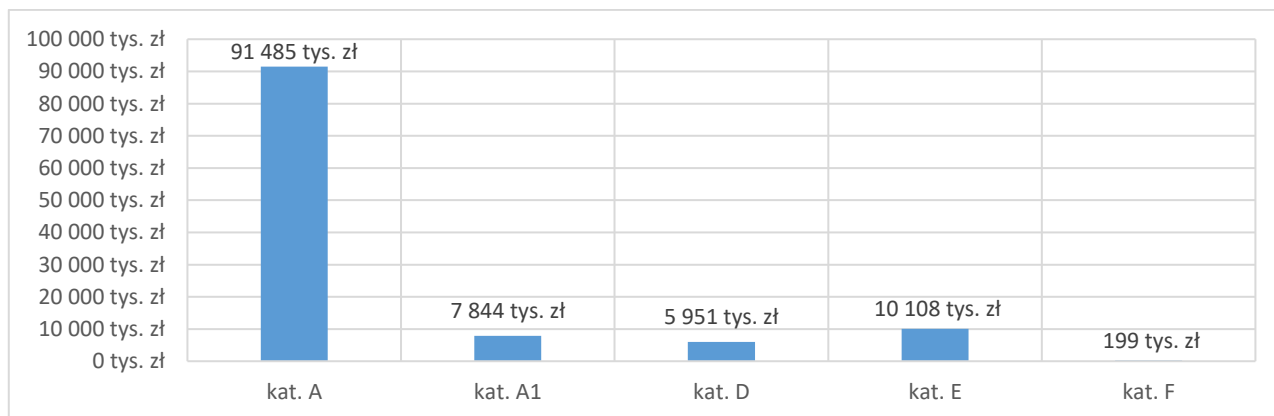 100 000 tys. zł
90 000 tys. zł
80 000 tys. zł
70 000 tys. zł
60 000 tys. zł
50 000 tys. zł
40 000 tys. zł
30 000 tys. zł
20 000 tys. zł
10 000 tys. zł
0 tys. zł
91 485 tys. zł
7 844 tys. zł
5 951 tys. zł
10 108 tys. zł
199 tys. zł
kat. A
kat. A1
kat. D
kat. E
kat. F